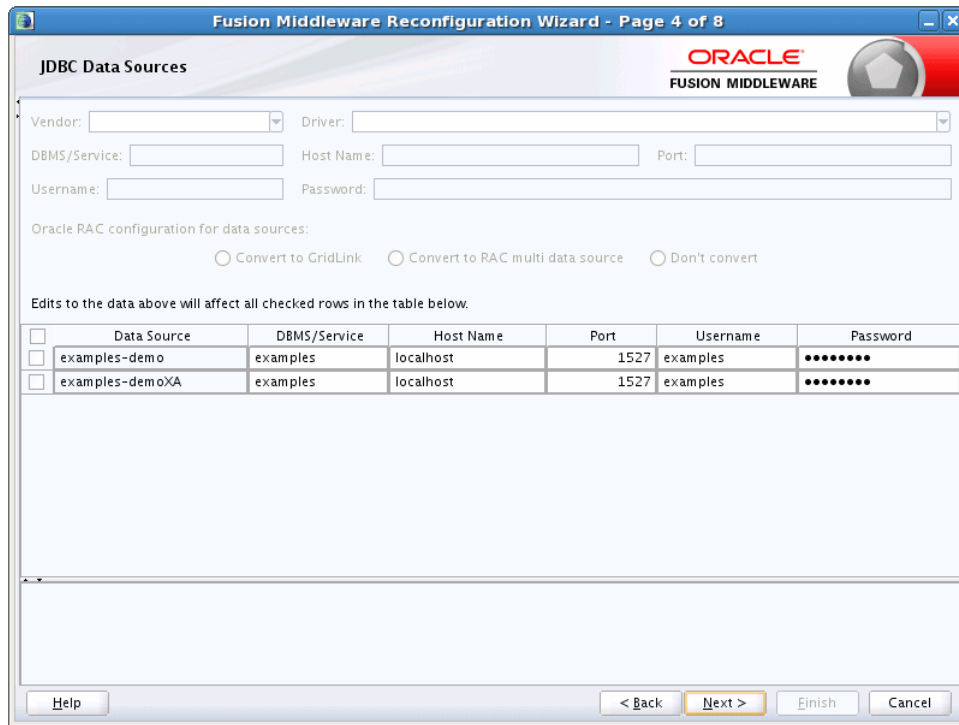 Fusion Middleware Reconfiguration Wizard - Page 4 of 8
JDBC Data Sources
ORACLE
FUSION MIDDLEWARE
Vendor: Driver:
DBMS/Service: Host Name: Port:
Username: Password:
Oracle RAC configuration for data sources:
Convert to GridLink Convert to RAC multi data source Don't convert
Edits to the data above will affect all checked rows in the table below.
Data Source DBMS/Service Host Name Port Username Password
examples-demo examples localhost 1527 examples ••••••••
examples-demoXA examples localhost 1527 examples ••••••••
Help < Back Next > Finish Cancel